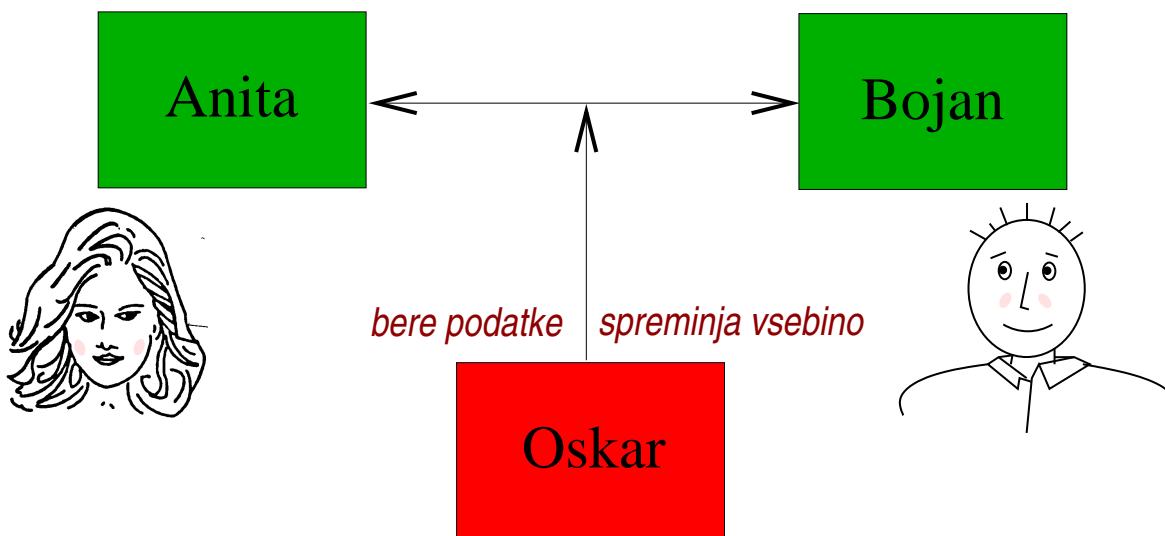 Anita
Bojan
bere podatke
spreminja vsebino
Oskar